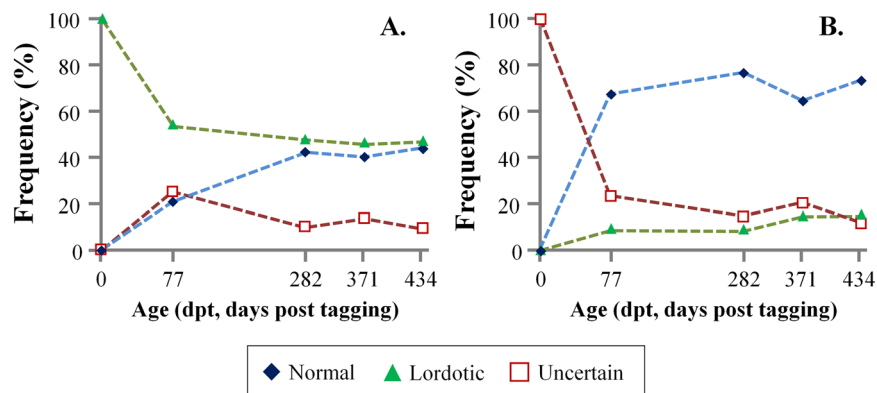 A.
Frequency (%)
100
80
60
40
20
0
0 77 282 371 434
Age (dpt, days post tagging)
B.
Frequency (%)
100
80
60
40
20
0
0 77 282 371 434
Age (dpt, days post tagging)
Normal Lordotic Uncertain